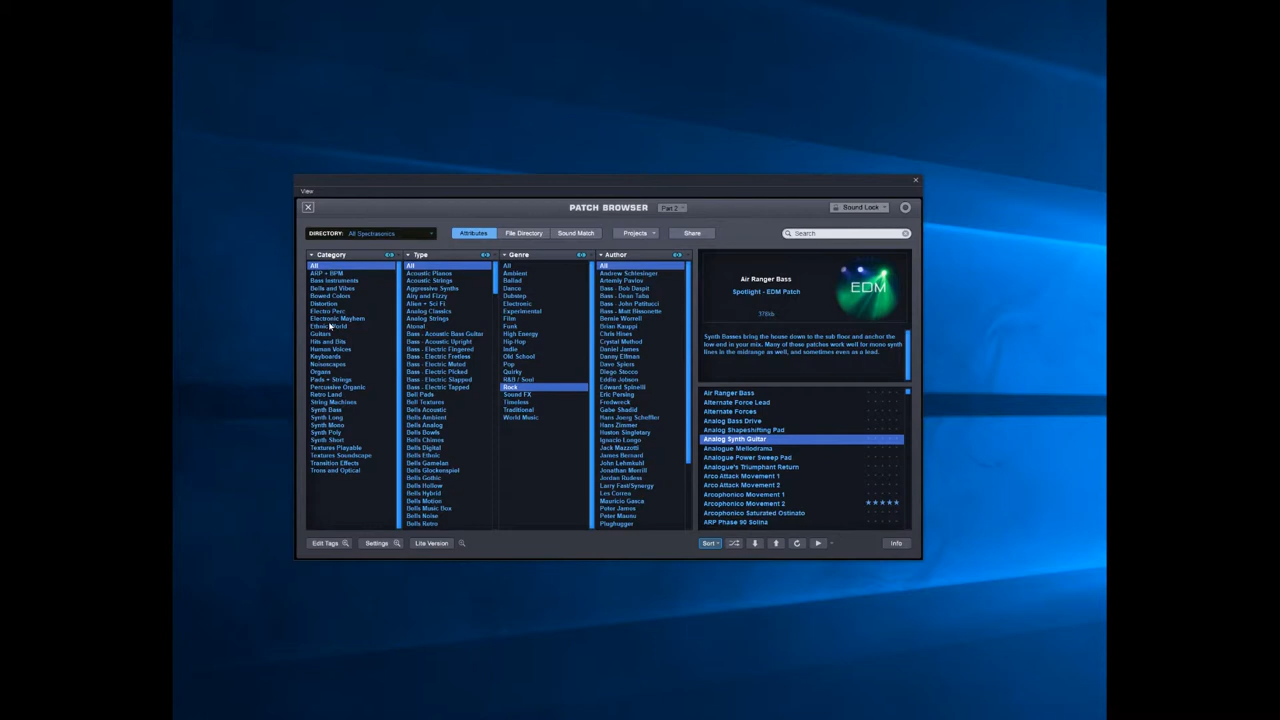 View
PATCH BROWSER Part 2 Sound Lock
DIRECTORY: All Spectrasonics Attributes File Directory Sound Match Projects Share Search
Category
All
ARP + BPM
Bass Instruments
Bells and Vibes
Bowed Colors
Distortion
Electro Perc
Electronic Mayhem
Ethnic World
Guitars
Hits and Bits
Human Voices
Keyboards
Noisescapes
Organs
Pads + Strings
Percussive Organic
Retro Land
String Machines
Synth Bass
Synth Long
Synth Mono
Synth Poly
Synth Short
Textures Playable
Textures Soundscape
Transition Effects
Trons and Optical
Type
All
Acoustic Pianos
Acoustic Strings
Aggressive Synths
Airy and Fizzy
Alien + Sci Fi
Analog Classics
Analog Strings
Atonal
Bass - Acoustic Bass Guitar
Bass - Acoustic Upright
Bass - Electric Fingered
Bass - Electric Fretless
Bass - Electric Muted
Bass - Electric Picked
Bass - Electric Slapped
Bass - Electric Tapped
Bell Pads
Bell Textures
Bells Acoustic
Bells Ambient
Bells Analog
Bells Bowls
Bells Chimes
Bells Digital
Bells Ethnic
Bells Gamelan
Bells Glockenspiel
Bells Gothic
Bells Hollow
Bells Hybrid
Bells Motion
Bells Music Box
Bells Noise
Bells Retro
Genre
All
Ambient
Ballad
Dance
Dubstep
Electronic
Experimental
Film
Funk
High Energy
Hip-Hop
Indie
Old School
Pop
Quirky
R&B / Soul
Rock
Sound FX
Timeless
Traditional
World Music
Author
All
Andrew Schlesinger
Artemiy Pavlov
Bass - Bob Daspit
Bass - Dean Taba
Bass - John Patitucci
Bass - Matt Bissonette
Bernie Worrell
Brian Kauppi
Chris Hines
Crystal Method
Daniel James
Danny Elfman
Dave Spiers
Diego Stocco
Eddie Jobson
Edward Spinelli
Eric Persing
Fredwreck
Gabe Shadid
Hans Joerg Scheffler
Hans Zimmer
Huston Singletary
Ignacio Longo
Jack Mazzotti
James Bernard
John Lehmkuhl
Jonathan Merrill
Jordan Rudess
Larry Fast/Synergy
Les Correa
Mauricio Gasca
Peter James
Peter Manu
Plughugger
Air Ranger Bass
Spotlight - EDM Patch
378kb
EDM
Synth Basses bring the house down to the sub floor and anchor the
low end in your mix. Many of these patches work well for mono synth
lines in the midrange as well, and sometimes even as a lead.
Air Ranger Bass
Alternate Force Lead
Alternate Forces
Analog Bass Drive
Analog Shapeshifting Pad
Analog Synth Guitar
Analogue Mellodrama
Analogue Power Sweep Pad
Analogue's Triumphant Return
Arco Attack Movement 1
Arco Attack Movement 2
Arcophonico Movement 1
Arcophonico Movement 2
Arcophonico Saturated Ostinato
ARP Phase 90 Solina
Edit Tags Settings Lite Version Sort Info